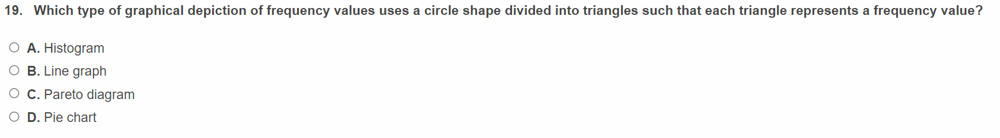 19. Which type of graphical depiction of frequency values uses a circle shape divided into triangles such that each triangle represents a frequency value?
A. Histogram
B. Line graph
C. Pareto diagram
D. Pie chart